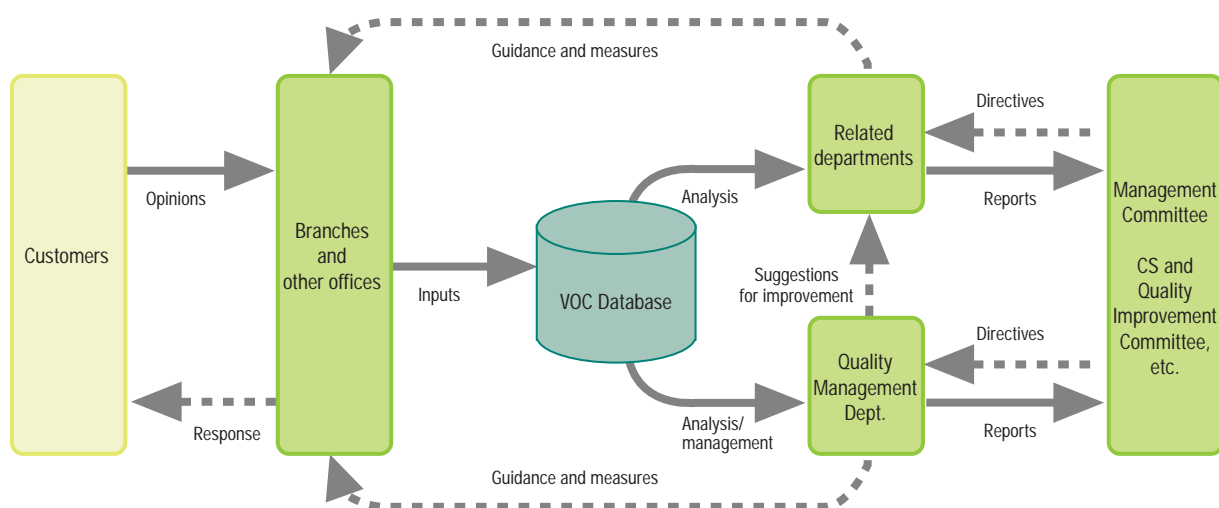 Guidance and measures
Customers
Opinions
Response
Branches
and
other offices
Inputs
VOC Database
Analysis
Analysis/
management
Related
departments
Suggestions
for improvement
Quality
Management
Dept.
Directives
Reports
Directives
Reports
Management
Committee
CS and
Quality
Improvement
Committee,
etc.
Guidance and measures